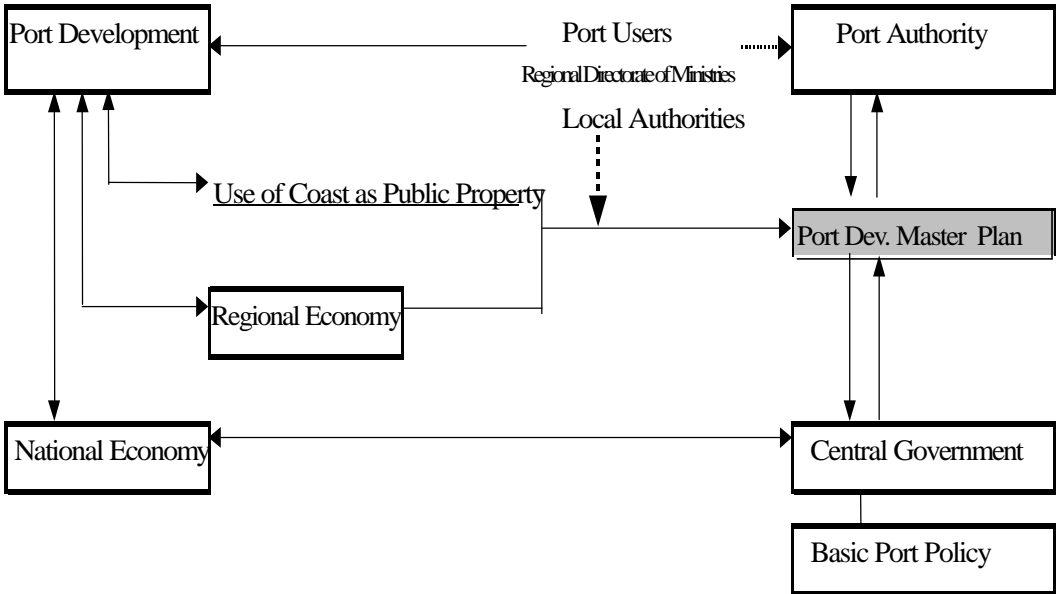 Port Development
Port Users
Port Authority
Regional Directorate of Ministries
Local Authorities
Use of Coast as Public Property
Port Dev. Master Plan
Regional Economy
National Economy
Central Government
Basic Port Policy